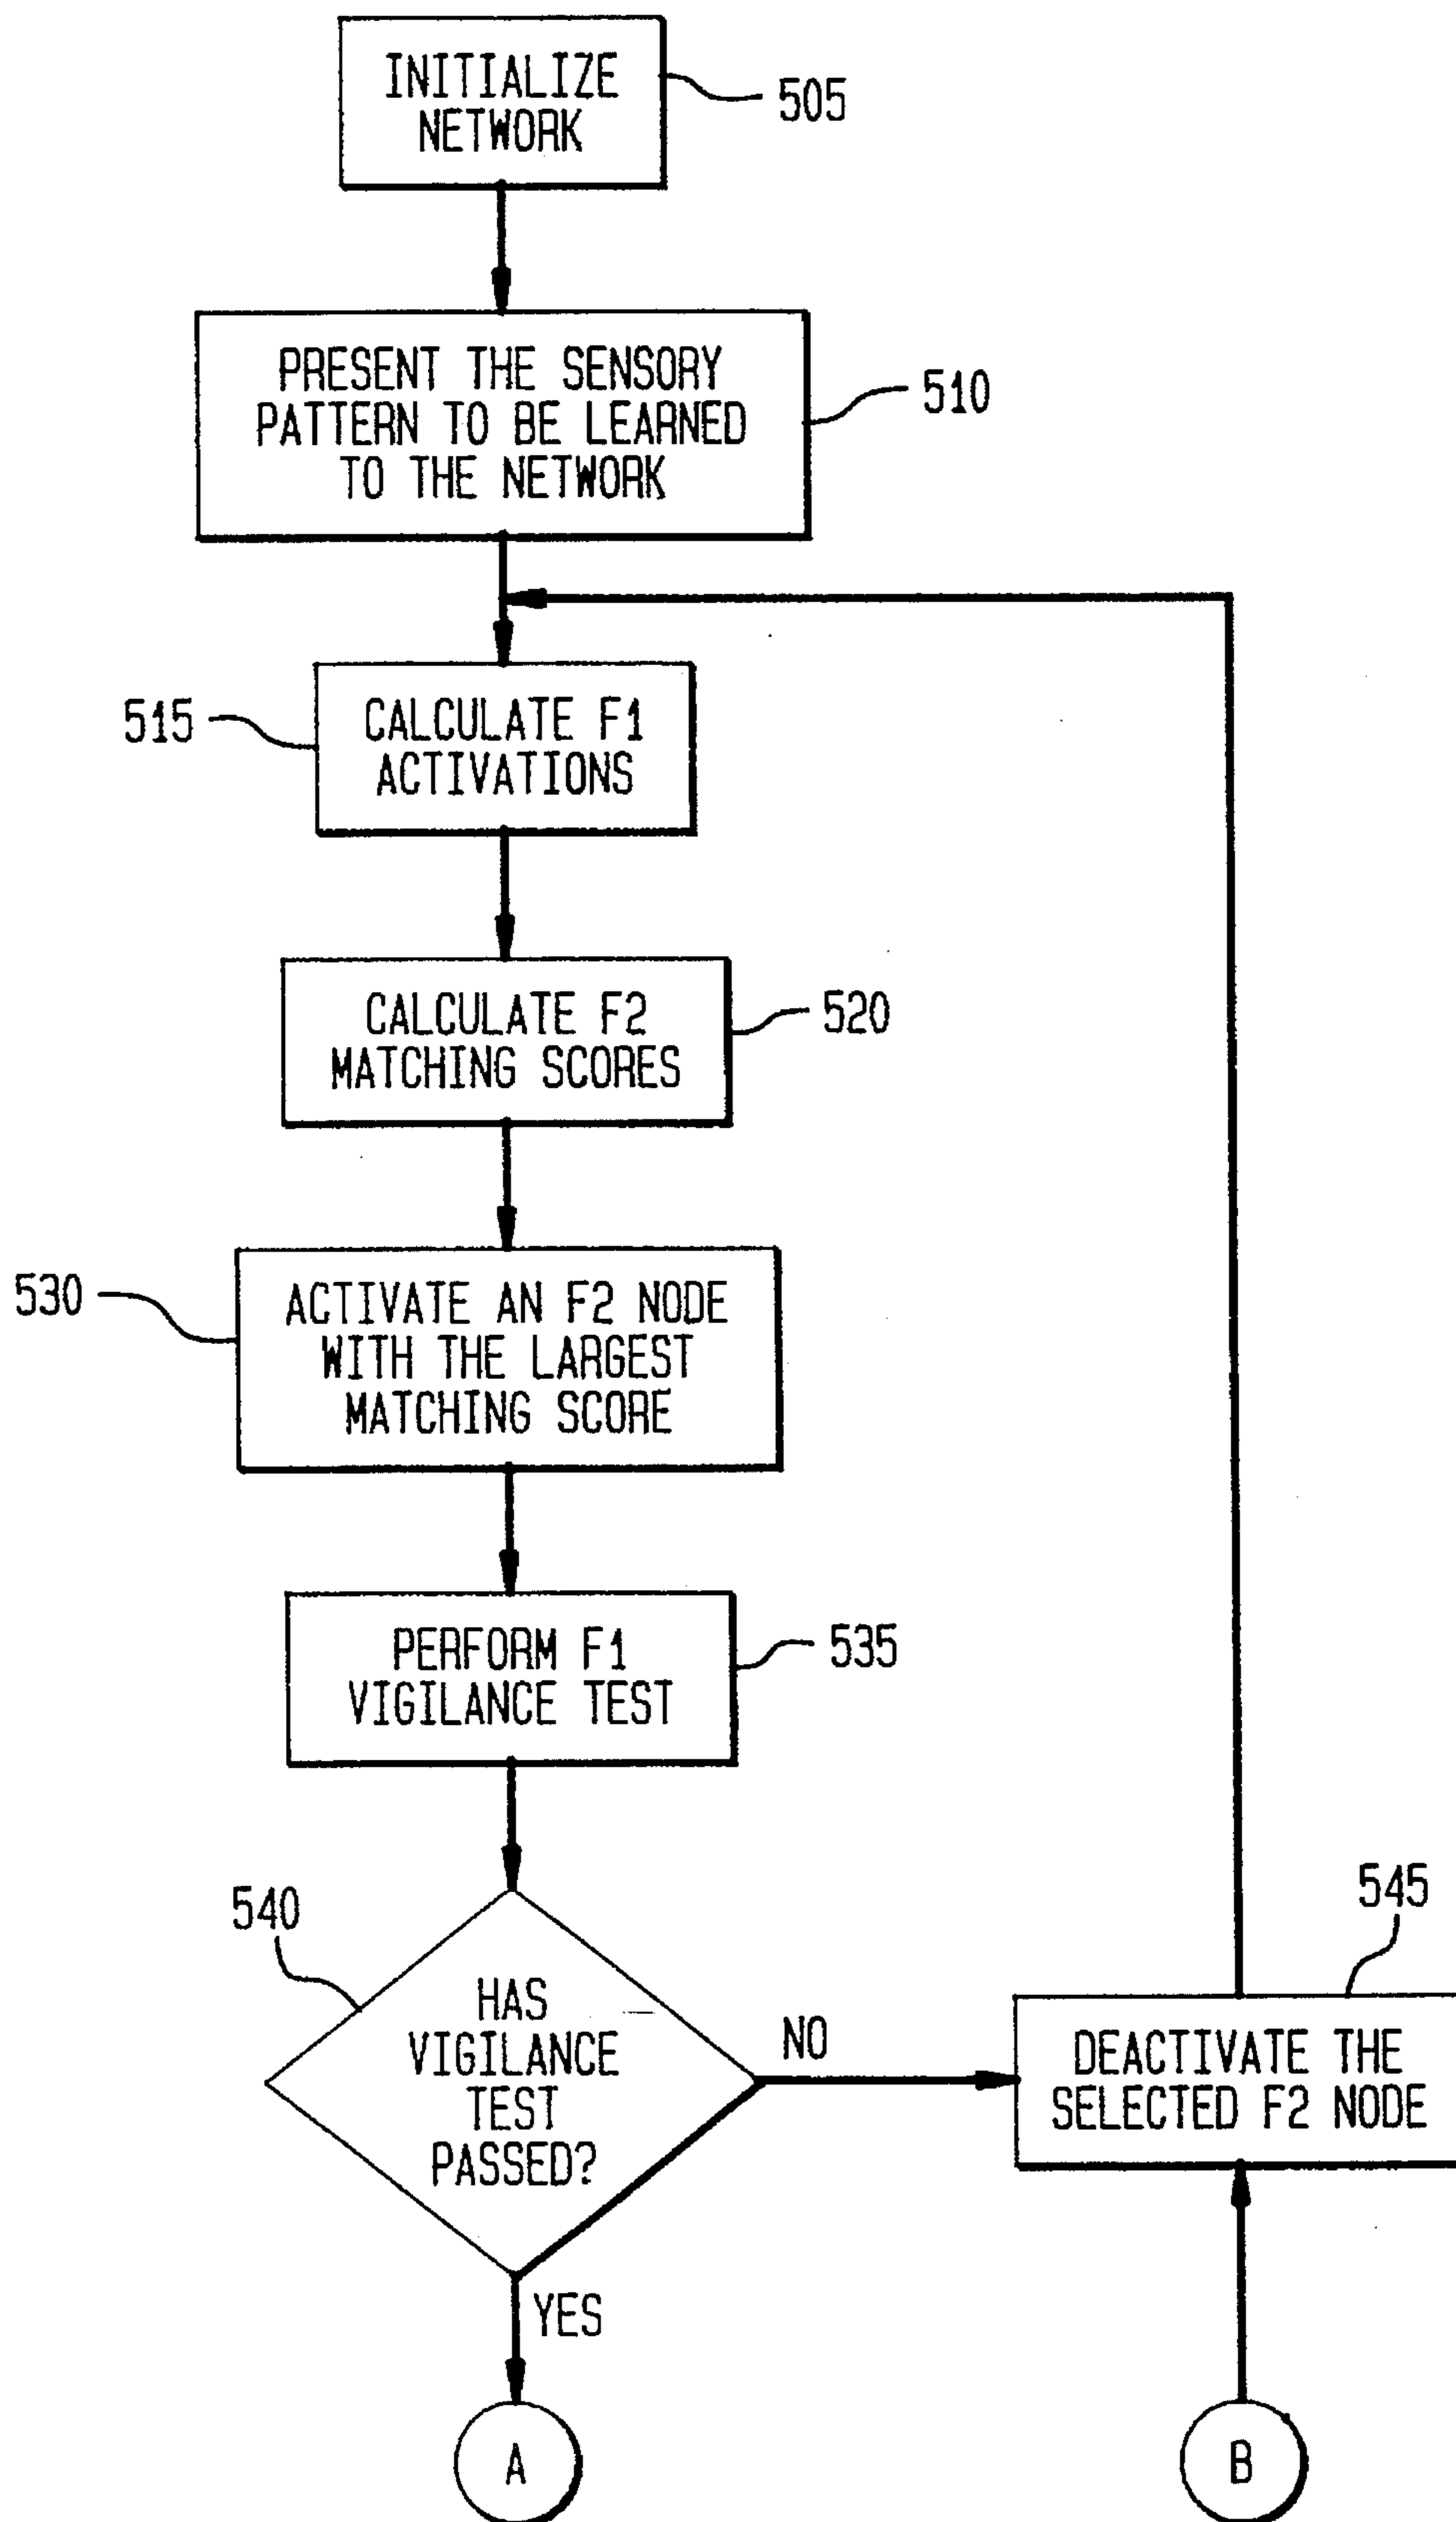 INITIALIZE
NETWORK
505
PRESENT THE SENSORY
PATTERN TO BE LEARNED
TO THE NETWORK
510
515
CALCULATE F1
ACTIVATIONS
CALCULATE F2
MATCHING SCORES
520
530
ACTIVATE AN F2 NODE
WITH THE LARGEST
MATCHING SCORE
PERFORM F1
VIGILANCE TEST
535
540
HAS
VIGILANCE
TEST
PASSED?
NO
545
DEACTIVATE THE
SELECTED F2 NODE
YES
A
B